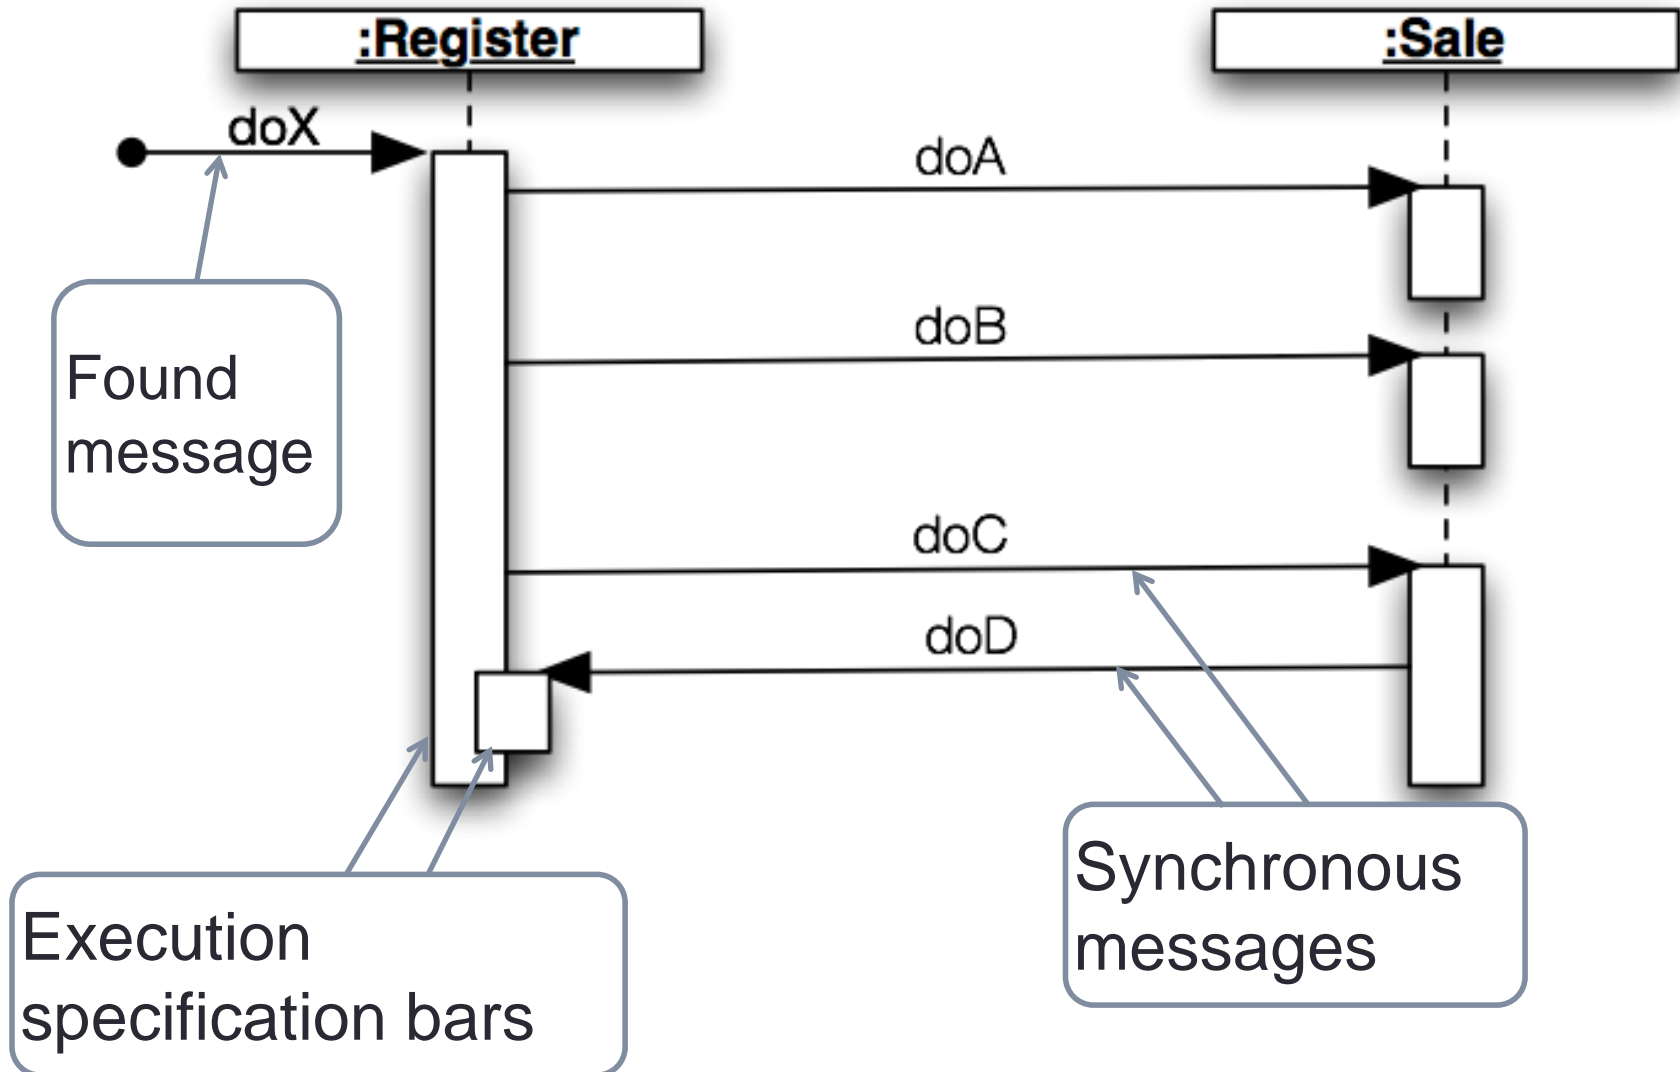 :Register
:Sale
doX
doA
doB
Found
message
doC
doD
Synchronous
messages
Execution
specification bars